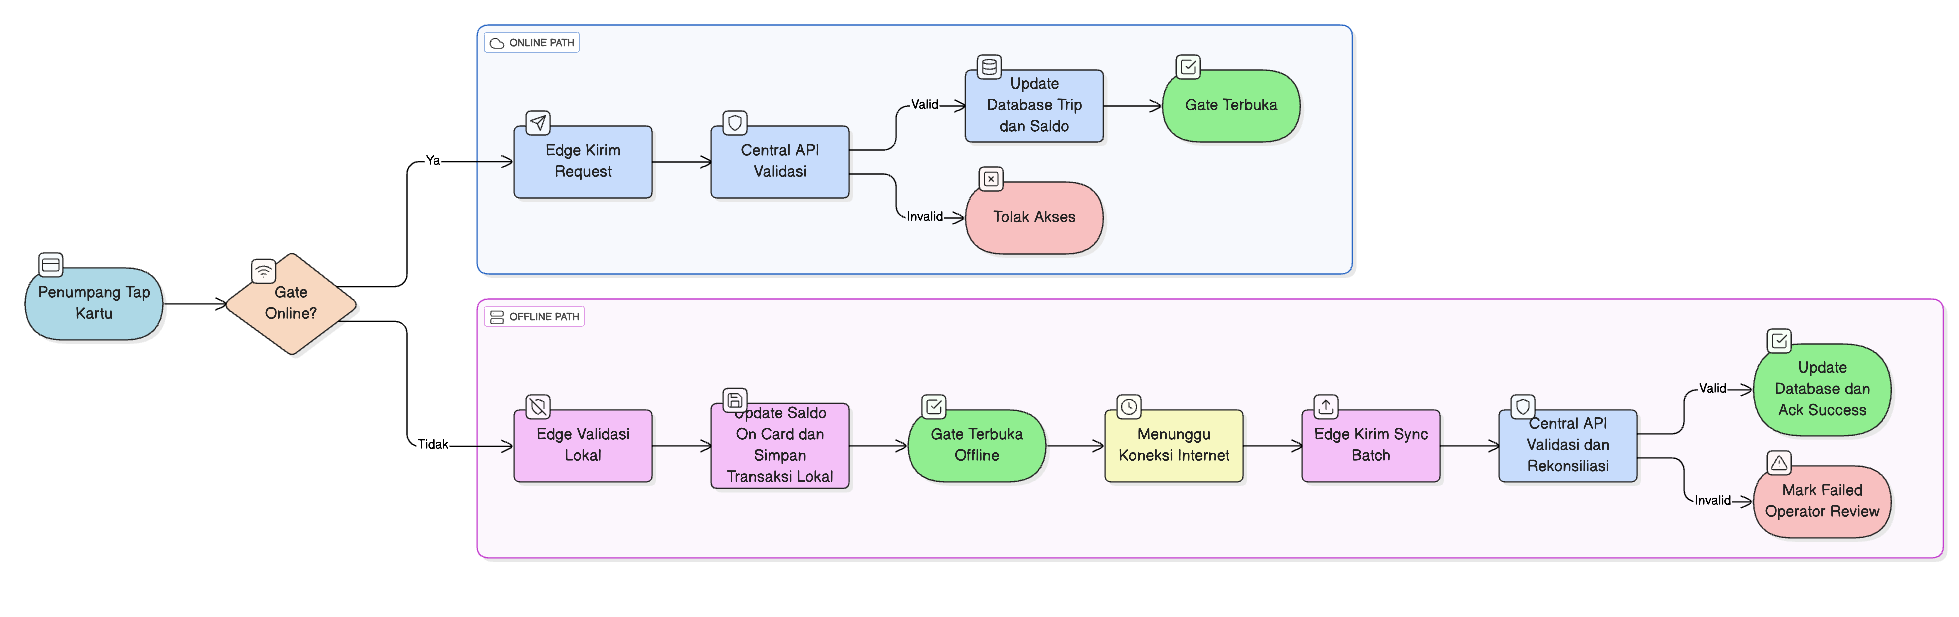 ONLINE PATH
Update
Database Trip
dan Saldo
Gate Terbuka
Valid
Edge Kirim
Request
Central API
Validasi
Ya
Invalid
Tolak Akses
Penumpang Tap
Kartu
Gate
Online?
OFFLINE PATH
Tidak
Edge Validasi
Lokal
Update Saldo
On Card dan
Simpan
Transaksi Lokal
Gate Terbuka
Offline
Menunggu
Koneksi Internet
Edge Kirim Sync
Batch
Central API
Validasi dan
Rekonsiliasi
Valid
Update
Database dan
Ack Success
Invalid
Mark Failed
Operator Review